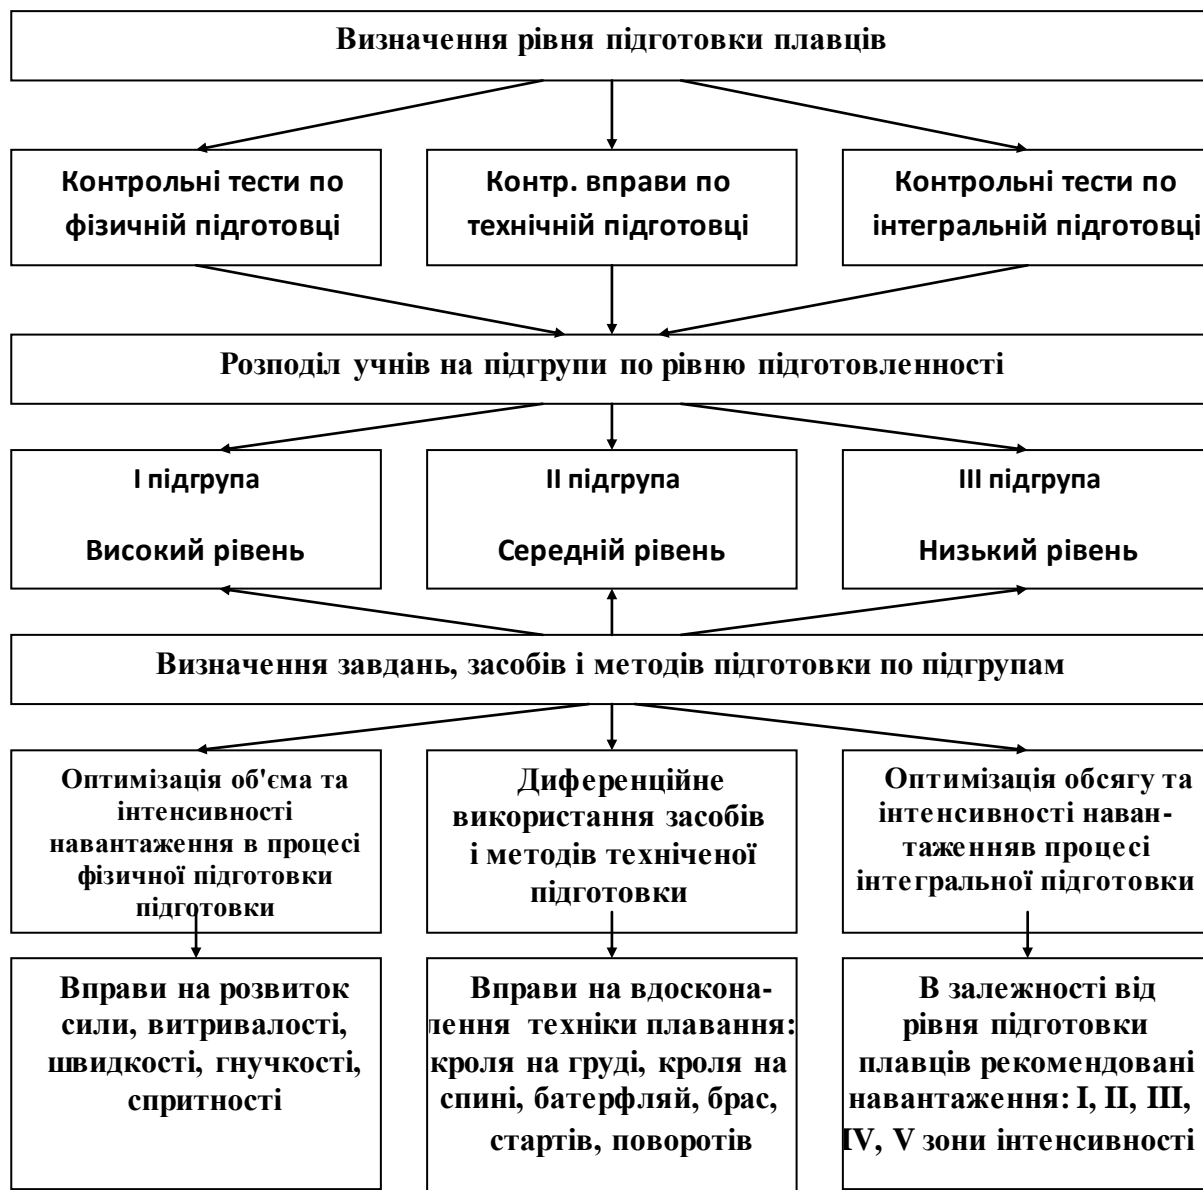 Визначення рівня підготовки плавців
Контрольні тести по
фізичній підготовці
Контр. вправи по
технічній підготовці
Контрольні тести по
інтегральній підготовці
Розподіл учнів на підгрупи по рівню підготовленності
I підгрупа
Високий рівень
II підгрупа
Середній рівень
III підгрупа
Низький рівень
Визначення завдань, засобів і методів підготовки по підгрупам
Оптимізація об'єма та
інтенсивності
навантаження в процесі
фізичної підготовки
підготовки
Диференційне
використання засобів
і методів техніченої
підготовки
Оптимізація обсягу та
інтенсивності наван-
таженняв процесі
інтегральної підготовки
Вправи на розвиток
сили, витривалості,
швидкості, гнучкості,
спритності
Вправи на вдоскона-
лення техніки плавання:
кроля на груді, кроля на
спині, батерфляй, брас,
стартів, поворотів
В залежності від
рівня підготовки
плавців рекомендовані
навантаження: I, II, III,
IV, V зони інтенсивності